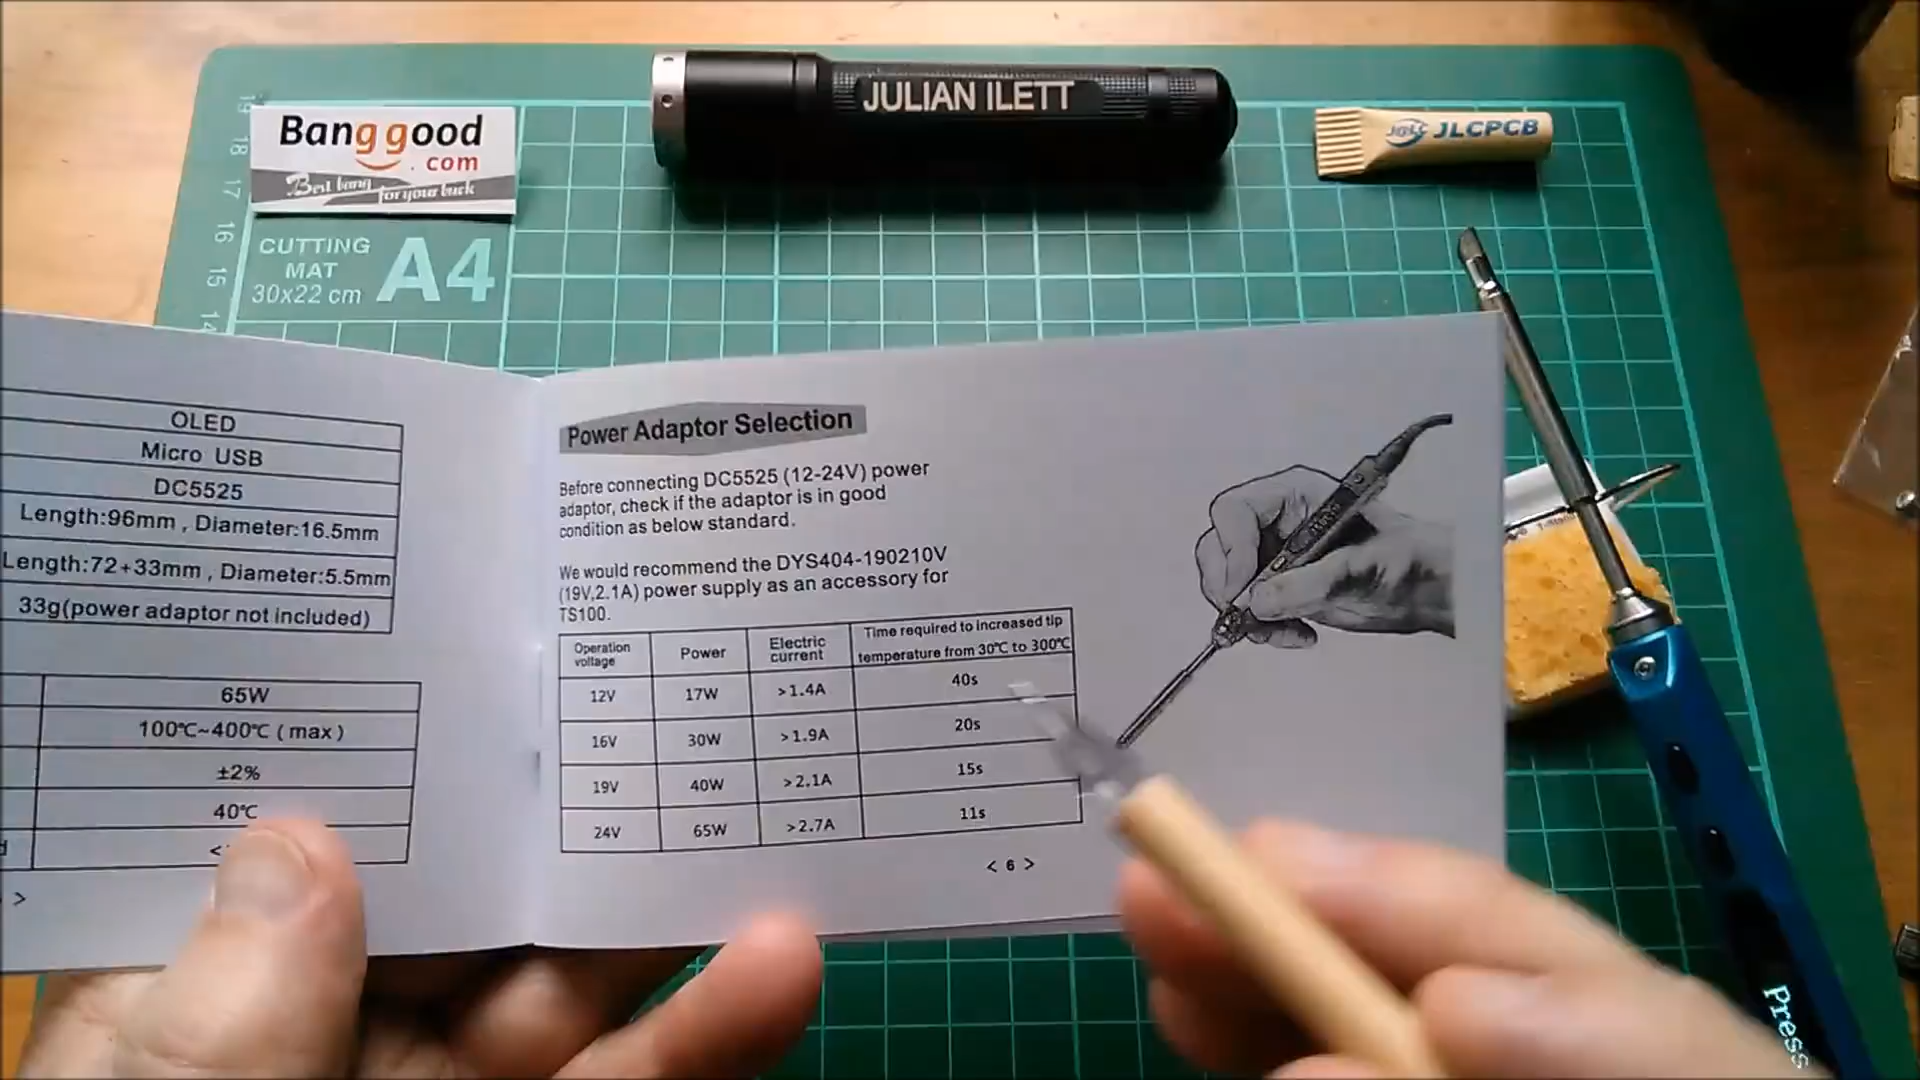 JULIAN ILETT
Banggood
.com
Best bang for your buck
JLCPCB
19
18
17
16
15
14
CUTTING
MAT
30x22 cm
A4
OLED
Micro USB
DC5525
Length:96mm , Diameter:16.5mm
Length:72+33mm , Diameter:5.5mm
33g(power adaptor not included)
65W
100℃~400℃ ( max )
±2%
40℃
<
>
Power Adaptor Selection
Before connecting DC5525 (12-24V) power
adaptor, check if the adaptor is in good
condition as below standard.
We would recommend the DYS404-190210V
(19V,2.1A) power supply as an accessory for
TS100.
Operation voltage Power Electric current Time required to increased tip temperature from 30℃ to 300℃
12V 17W >1.4A 40s
16V 30W >1.9A 20s
19V 40W >2.1A 15s
24V 65W >2.7A 11s
< 6 >
Press